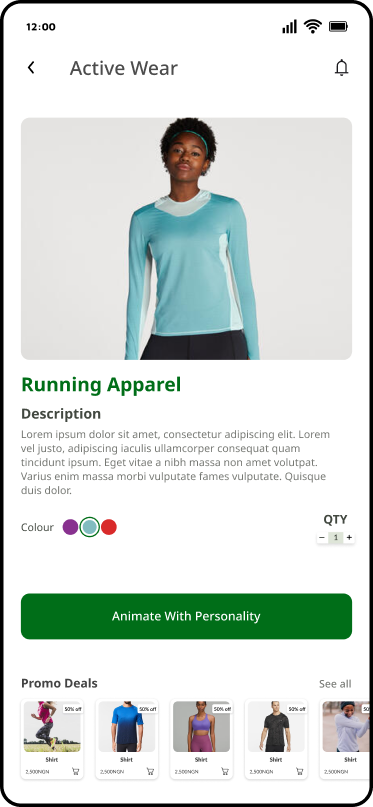 12:00
Active Wear
Running Apparel
Description
Lorem ipsum dolor sit amet, consectetur adipiscing elit. Lorem
vel justo, adipiscing iaculis ullamcorper consequat quam
tincidunt ipsum. Eget vitae a nibh massa non amet volutpat.
Varius enim massa morbi vulputate fames vulputate. Quisque
duis dolor.
Colour
QTY
− 1 +
Animate With Personality
Promo Deals
See all
50% off
50% off
50% off
50% off
50%
Shirt
Shirt
Shirt
Shirt
Shirt
2,500NGN
2,500NGN
2,500NGN
2,500NGN
2,500NGN